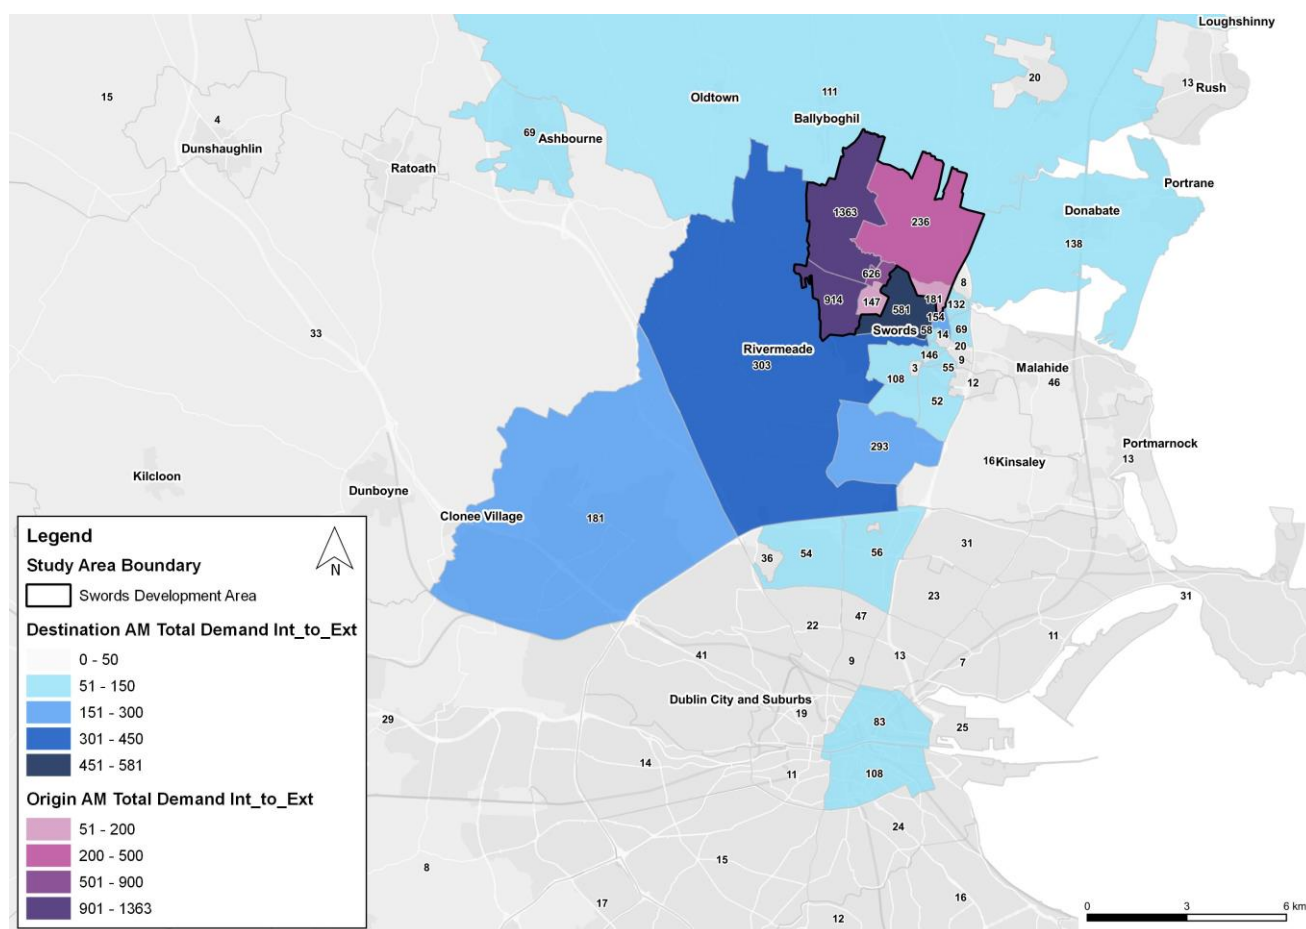 Loughshinny
20
13
Rush
15
4
Dunshaughlin
Ratoath
69
Ashbourne
Oldtown
111
Ballyboghil
Portrane
Donabate
138
1363
236
626
8
914
147
581
181
132
154
Swords
58
14
69
20
146
9
3
55
12
108
52
Malahide
46
33
Rivermeade
303
293
16
Kinsaley
Portmarnock
13
Kilcloon
Dunboyne
Clonee Village
181
36
54
56
31
23
31
22
47
11
41
9
13
7
Dublin City and Suburbs
19
83
25
29
14
11
108
24
8
15
17
12
16
Legend
N
Study Area Boundary
Swords Development Area
Destination AM Total Demand Int_to_Ext
0 - 50
51 - 150
151 - 300
301 - 450
451 - 581
Origin AM Total Demand Int_to_Ext
51 - 200
200 - 500
501 - 900
901 - 1363
0 3 6 km